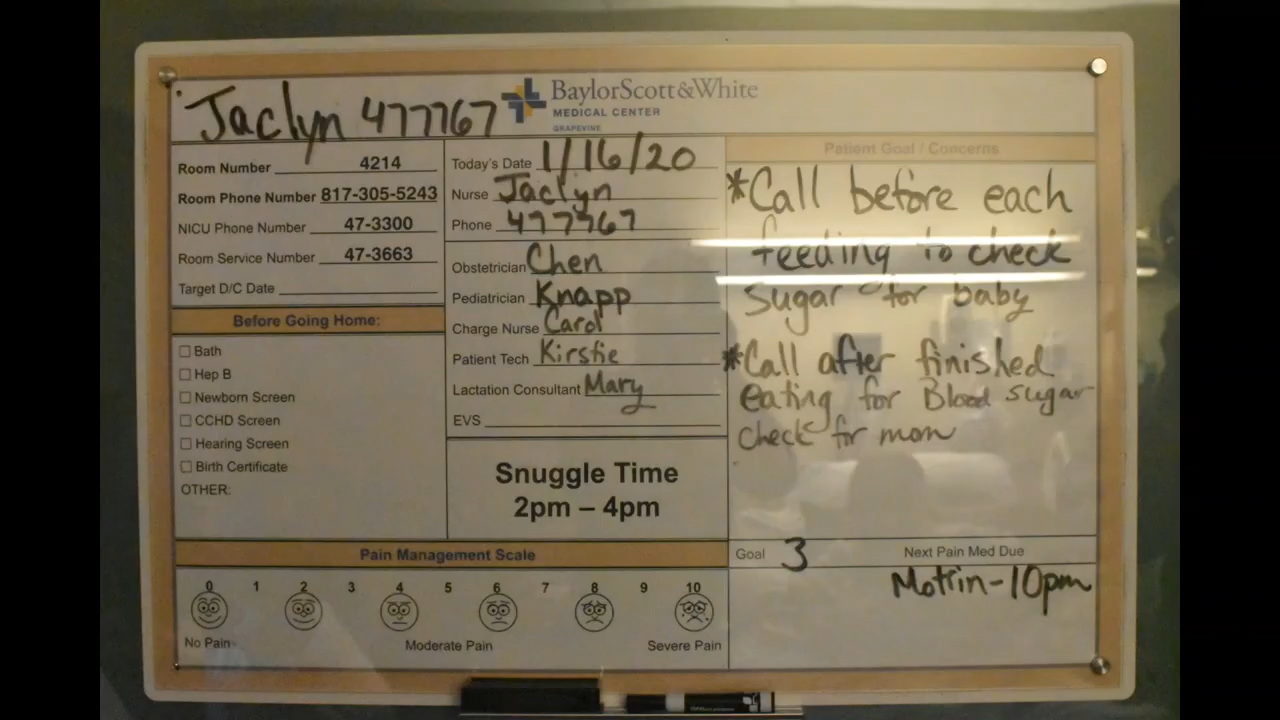 Jaclyn 477767
BaylorScott&White
MEDICAL CENTER
GRAPEVINE
Room Number 4214
Room Phone Number 817-305-5243
NICU Phone Number 47-3300
Room Service Number 47-3663
Target D/C Date
Before Going Home:
Bath
Hep B
Newborn Screen
CCHD Screen
Hearing Screen
Birth Certificate
OTHER:
Today's Date 1/16/20
Nurse Jaclyn
Phone 477767
Obstetrician Chen
Pediatrician Knapp
Charge Nurse Carol
Patient Tech Kirstie
Lactation Consultant Mary
EVS
Snuggle Time
2pm – 4pm
Patient Goal / Concerns
*Call before each
feeding to check
sugar for baby
*Call after finished
eating for Blood sugar
check for mom
Goal 3 Next Pain Med Due
Motrin-10pm
Pain Management Scale
0 1 2 3 4 5 6 7 8 9 10
No Pain Moderate Pain Severe Pain